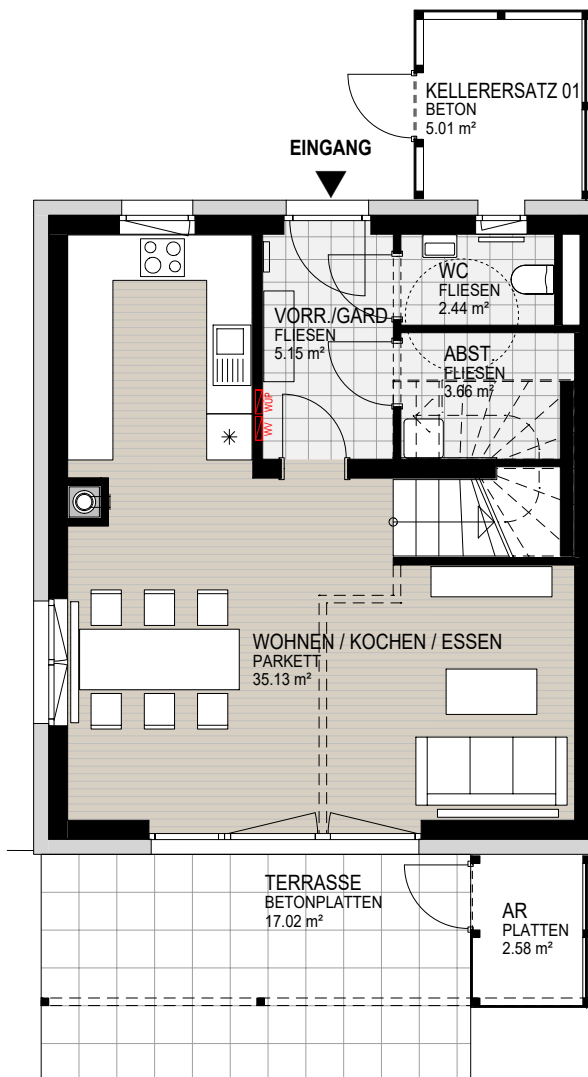 KELLERERSATZ 01
BETON
5.01 m²
EINGANG
WC
FLIESEN
2.44 m²
VORR./GARD.
FLIESEN
5.15 m²
ABST.
FLIESEN
3.66 m²
WUP
WV
WOHNEN / KOCHEN / ESSEN
PARKETT
35.13 m²
TERRASSE
BETONPLATTEN
17.02 m²
AR
PLATTEN
2.58 m²